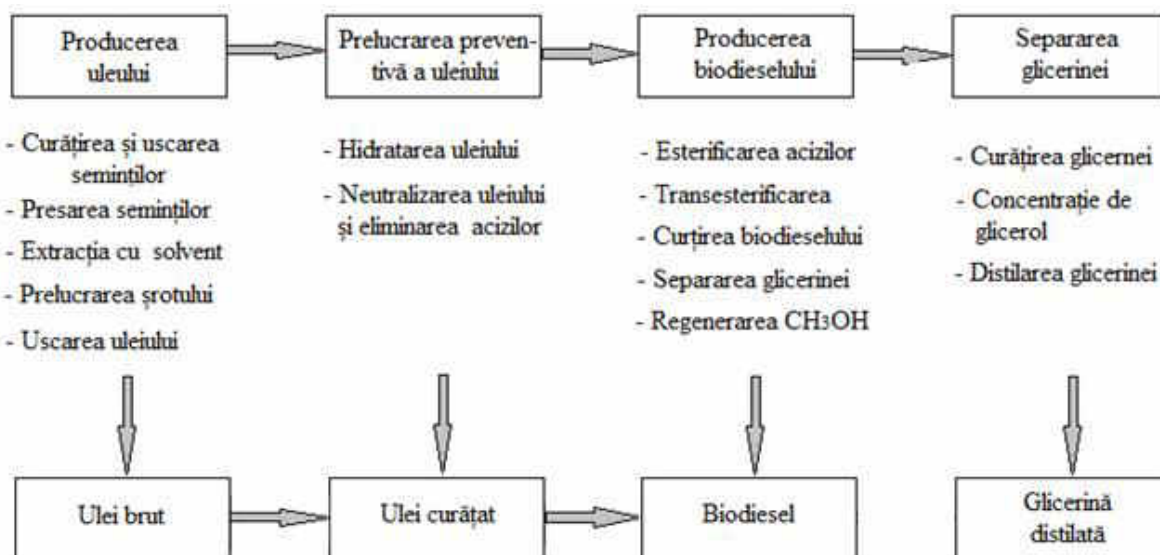 Producerea
uleului
Prelucrarea preven-
tivă a uleiului
Producerea
biodieselului
Separarea
glicerinei
- Curățirea și uscarea
seminților
- Presarea seminților
- Extracția cu solvent
- Prelucrarea șrotului
- Uscarea uleiului
- Hidratarea uleiului
- Neutralizarea uleiului
și eliminarea acizilor
- Esterificarea acizilor
- Transesterificarea
- Curțirea biodieselului
- Separarea glicerinei
- Regenerarea CH3OH
- Curățirea glicernei
- Concentrație de
glicerol
- Distilarea glicerinei
Ulei brut
Ulei curățat
Biodiesel
Glicerină
distilată